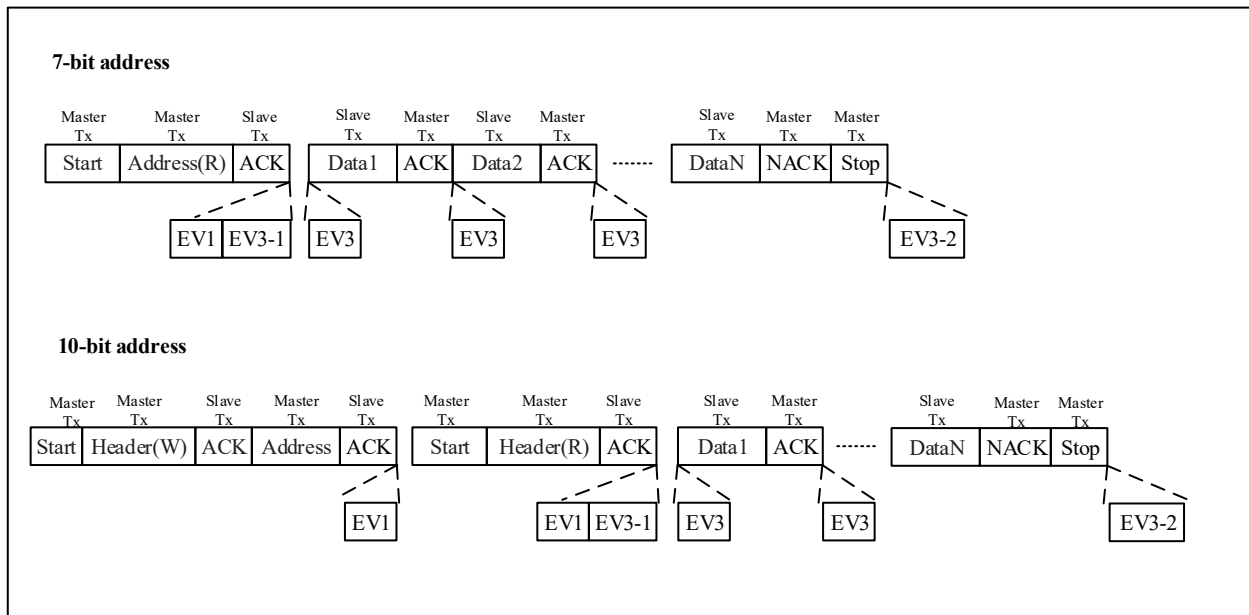 7-bit address
Master Master Slave Slave Master Slave Master Slave Master Master
Tx Tx Tx Tx Tx Tx Tx Tx Tx Tx
Start Address(R) ACK Data1 ACK Data2 ACK ........ DataN NACK Stop
EV1 EV3-1 EV3 EV3 EV3 EV3-2
10-bit address
Master Master Slave Master Slave Master Master Slave Slave Master Slave Master Master
Tx Tx Tx Tx Tx Tx Tx Tx Tx Tx Tx Tx Tx
Start Header(W) ACK Address ACK Start Header(R) ACK Data1 ACK ........ DataN NACK Stop
EV1 EV1 EV3-1 EV3 EV3 EV3-2